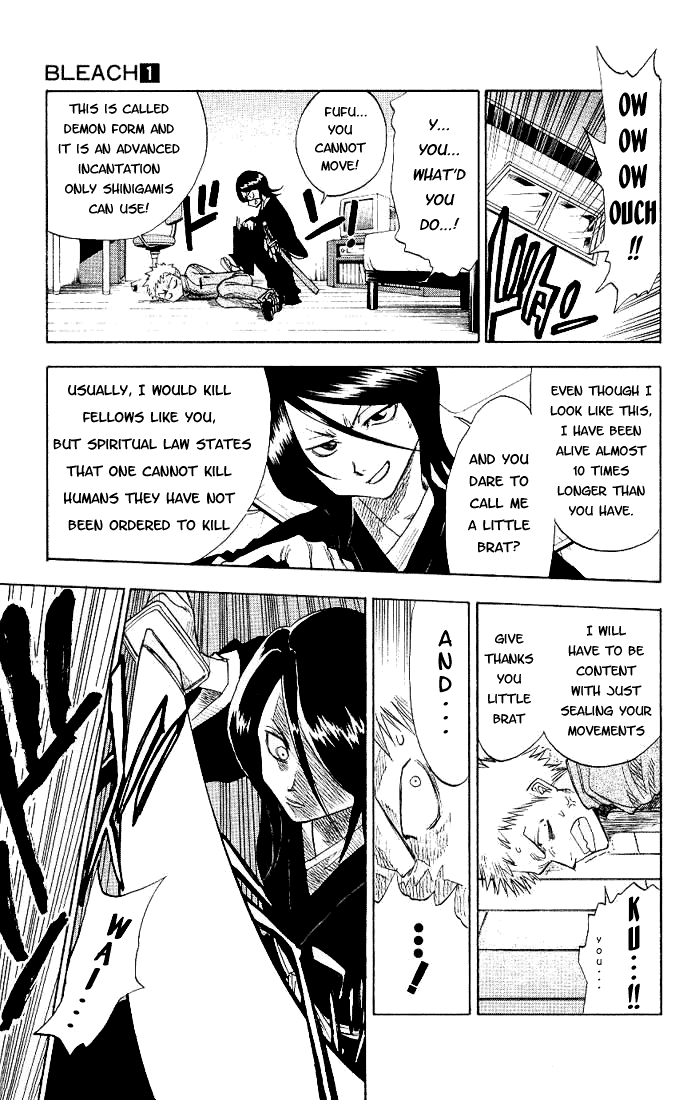 BLEACH 1
OW
OW
OW
OUCH
!!
Y...
YOU...
WHAT'D
YOU
DO...!
FUFU...
YOU
CANNOT
MOVE!
THIS IS CALLED
DEMON FORM AND
IT IS AN ADVANCED
INCANTATION
ONLY SHINIGAMIS
CAN USE!
EVEN THOUGH I
LOOK LIKE THIS,
I HAVE BEEN
ALIVE ALMOST
10 TIMES
LONGER THAN
YOU HAVE.
AND YOU
DARE TO
CALL ME
A LITTLE
BRAT?
USUALLY, I WOULD KILL
FELLOWS LIKE YOU,
BUT SPIRITUAL LAW STATES
THAT ONE CANNOT KILL
HUMANS THEY HAVE NOT
BEEN ORDERED TO KILL
I WILL
HAVE TO BE
CONTENT
WITH JUST
SEALING YOUR
MOVEMENTS
GIVE
THANKS
YOU
LITTLE
BRAT
KU...!!
you...
AND...
...!
WAI...